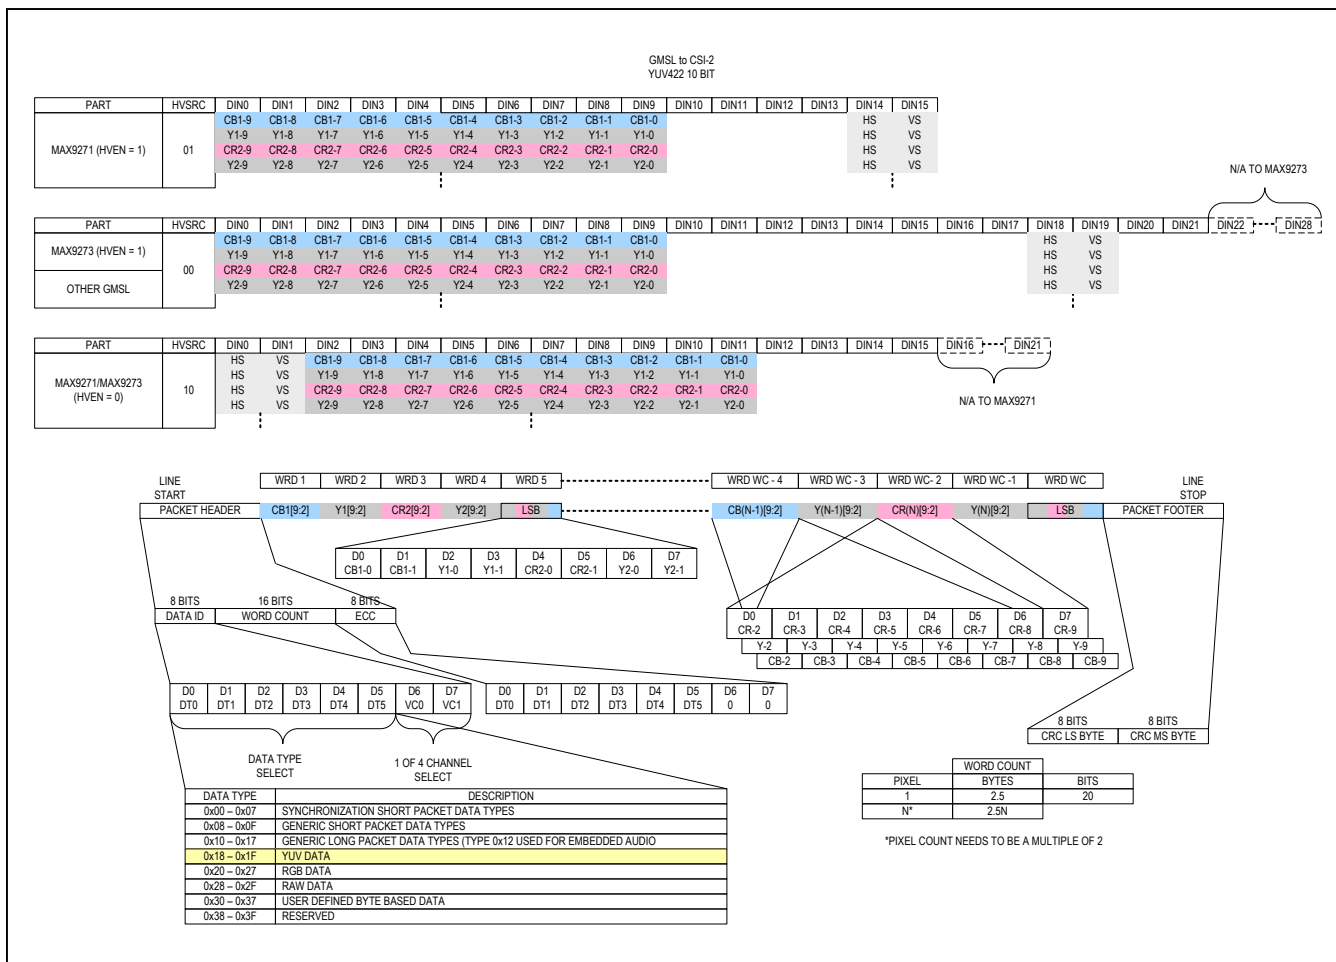 GMSL to CSI-2
YUV422 10 BIT
PART HVSRC DIN0 DIN1 DIN2 DIN3 DIN4 DIN5 DIN6 DIN7 DIN8 DIN9 DIN10 DIN11 DIN12 DIN13 DIN14 DIN15
CB1-9 CB1-8 CB1-7 CB1-6 CB1-5 CB1-4 CB1-3 CB1-2 CB1-1 CB1-0 HS VS
Y1-9 Y1-8 Y1-7 Y1-6 Y1-5 Y1-4 Y1-3 Y1-2 Y1-1 Y1-0 HS VS
MAX9271 (HVEN = 1) 01 CR2-9 CR2-8 CR2-7 CR2-6 CR2-5 CR2-4 CR2-3 CR2-2 CR2-1 CR2-0 HS VS
Y2-9 Y2-8 Y2-7 Y2-6 Y2-5 Y2-4 Y2-3 Y2-2 Y2-1 Y2-0 HS VS
N/A TO MAX9273
PART HVSRC DIN0 DIN1 DIN2 DIN3 DIN4 DIN5 DIN6 DIN7 DIN8 DIN9 DIN10 DIN11 DIN12 DIN13 DIN14 DIN15 DIN16 DIN17 DIN18 DIN19 DIN20 DIN21 DIN22 DIN28
CB1-9 CB1-8 CB1-7 CB1-6 CB1-5 CB1-4 CB1-3 CB1-2 CB1-1 CB1-0 HS VS
MAX9273 (HVEN = 1) Y1-9 Y1-8 Y1-7 Y1-6 Y1-5 Y1-4 Y1-3 Y1-2 Y1-1 Y1-0 HS VS
00 CR2-9 CR2-8 CR2-7 CR2-6 CR2-5 CR2-4 CR2-3 CR2-2 CR2-1 CR2-0 HS VS
OTHER GMSL Y2-9 Y2-8 Y2-7 Y2-6 Y2-5 Y2-4 Y2-3 Y2-2 Y2-1 Y2-0 HS VS
PART HVSRC DIN0 DIN1 DIN2 DIN3 DIN4 DIN5 DIN6 DIN7 DIN8 DIN9 DIN10 DIN11 DIN12 DIN13 DIN14 DIN15 DIN16 DIN21
HS VS CB1-9 CB1-8 CB1-7 CB1-6 CB1-5 CB1-4 CB1-3 CB1-2 CB1-1 CB1-0
MAX9271/MAX9273 HS VS Y1-9 Y1-8 Y1-7 Y1-6 Y1-5 Y1-4 Y1-3 Y1-2 Y1-1 Y1-0
(HVEN = 0) 10 HS VS CR2-9 CR2-8 CR2-7 CR2-6 CR2-5 CR2-4 CR2-3 CR2-2 CR2-1 CR2-0
HS VS Y2-9 Y2-8 Y2-7 Y2-6 Y2-5 Y2-4 Y2-3 Y2-2 Y2-1 Y2-0
N/A TO MAX9271
LINE START
WRD 1 WRD 2 WRD 3 WRD 4 WRD 5 WRD WC - 4 WRD WC - 3 WRD WC- 2 WRD WC -1 WRD WC
LINE STOP
PACKET HEADER CB1[9:2] Y1[9:2] CR2[9:2] Y2[9:2] LSB CB(N-1)[9:2] Y(N-1)[9:2] CR(N)[9:2] Y(N)[9:2] LSB PACKET FOOTER
D0 D1 D2 D3 D4 D5 D6 D7
CB1-0 CB1-1 Y1-0 Y1-1 CR2-0 CR2-1 Y2-0 Y2-1
8 BITS 16 BITS 8 BITS
DATA ID WORD COUNT ECC
D0 D1 D2 D3 D4 D5 D6 D7
CR-2 CR-3 CR-4 CR-5 CR-6 CR-7 CR-8 CR-9
Y-2 Y-3 Y-4 Y-5 Y-6 Y-7 Y-8 Y-9
CB-2 CB-3 CB-4 CB-5 CB-6 CB-7 CB-8 CB-9
D0 D1 D2 D3 D4 D5 D6 D7
DT0 DT1 DT2 DT3 DT4 DT5 VC0 VC1
D0 D1 D2 D3 D4 D5 D6 D7
DT0 DT1 DT2 DT3 DT4 DT5 0 0
8 BITS 8 BITS
CRC LS BYTE CRC MS BYTE
DATA TYPE
SELECT
1 OF 4 CHANNEL
SELECT
WORD COUNT
PIXEL BYTES BITS
1 2.5 20
N* 2.5N
*PIXEL COUNT NEEDS TO BE A MULTIPLE OF 2
DATA TYPE DESCRIPTION
0x00 – 0x07 SYNCHRONIZATION SHORT PACKET DATA TYPES
0x08 – 0x0F GENERIC SHORT PACKET DATA TYPES
0x10 – 0x17 GENERIC LONG PACKET DATA TYPES (TYPE 0x12 USED FOR EMBEDDED AUDIO
0x18 – 0x1F YUV DATA
0x20 – 0x27 RGB DATA
0x28 – 0x2F RAW DATA
0x30 – 0x37 USER DEFINED BYTE BASED DATA
0x38 – 0x3F RESERVED